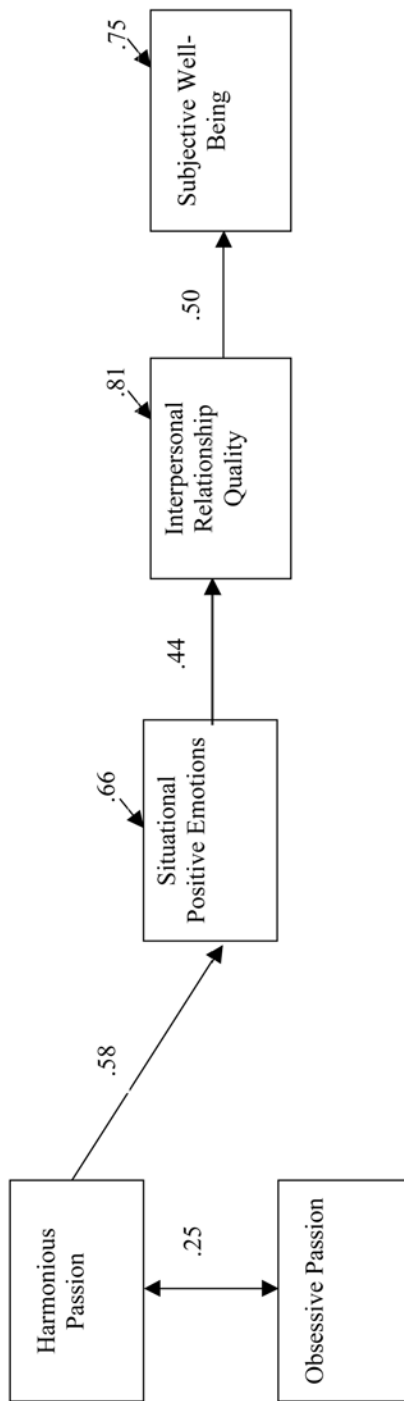 Harmonious
Passion
.25
Obsessive Passion
.58
.66
Situational
Positive Emotions
.44
.81
Interpersonal
Relationship
Quality
.50
.75
Subjective Well-
Being